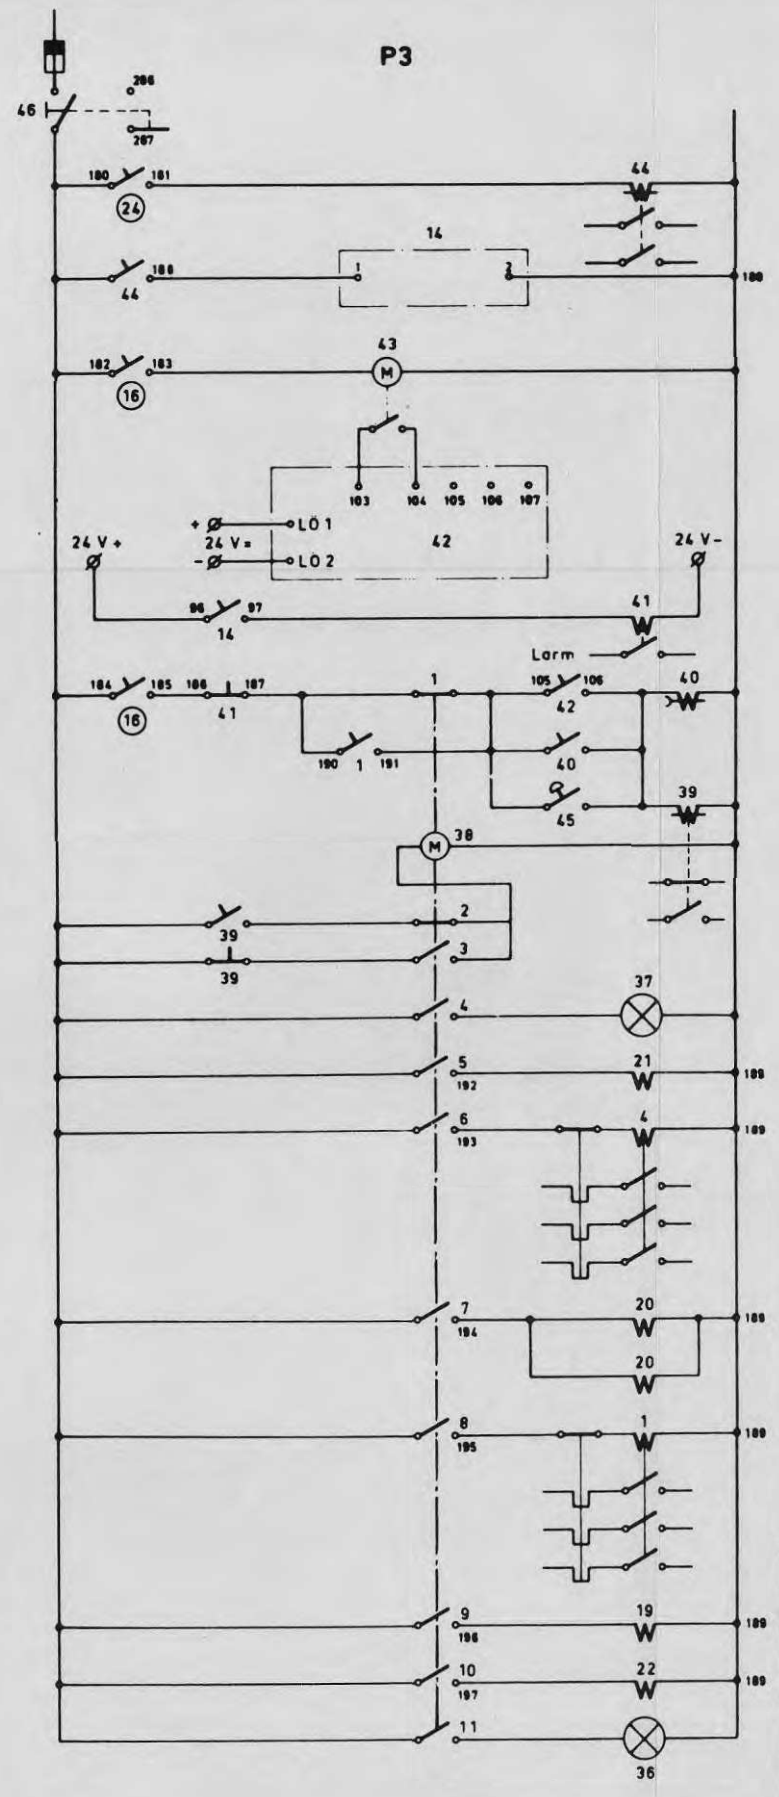 P3
286
46
287
180 181 44
24
14
188 1 2 188
44
43
182 183 M
16
103 104 105 106 107
+ LÖ 1
24 V + 24 V = 42 24 V –
– LÖ 2
96 97 41
14
Larm
184 185 186 187 1 105 106 40
16 41 42
190 1 191 40
39
45
M 38
2
39
3
39
37
4
5 21
192 189
6 4
193 189
7 20
194 189
20
8 1
195 189
9 19
196 189
10 22
197 189
11
36